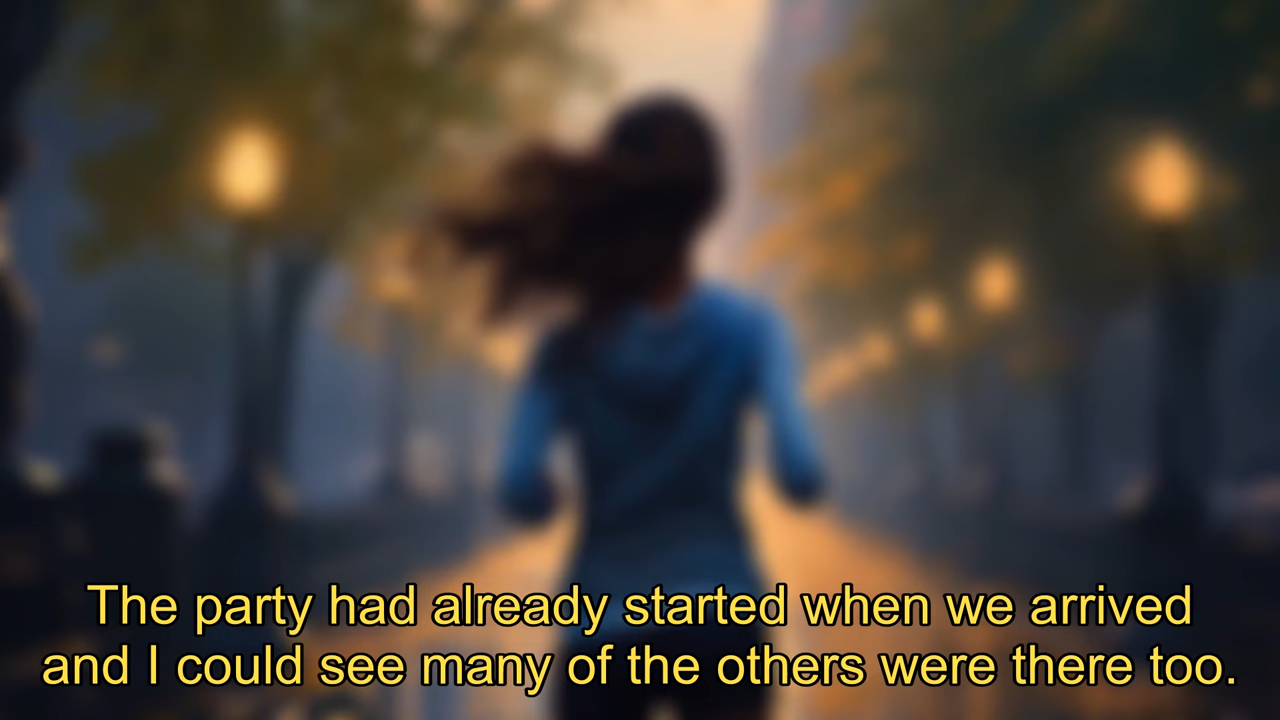 The party had already started when we arrived
and I could see many of the others were there too.